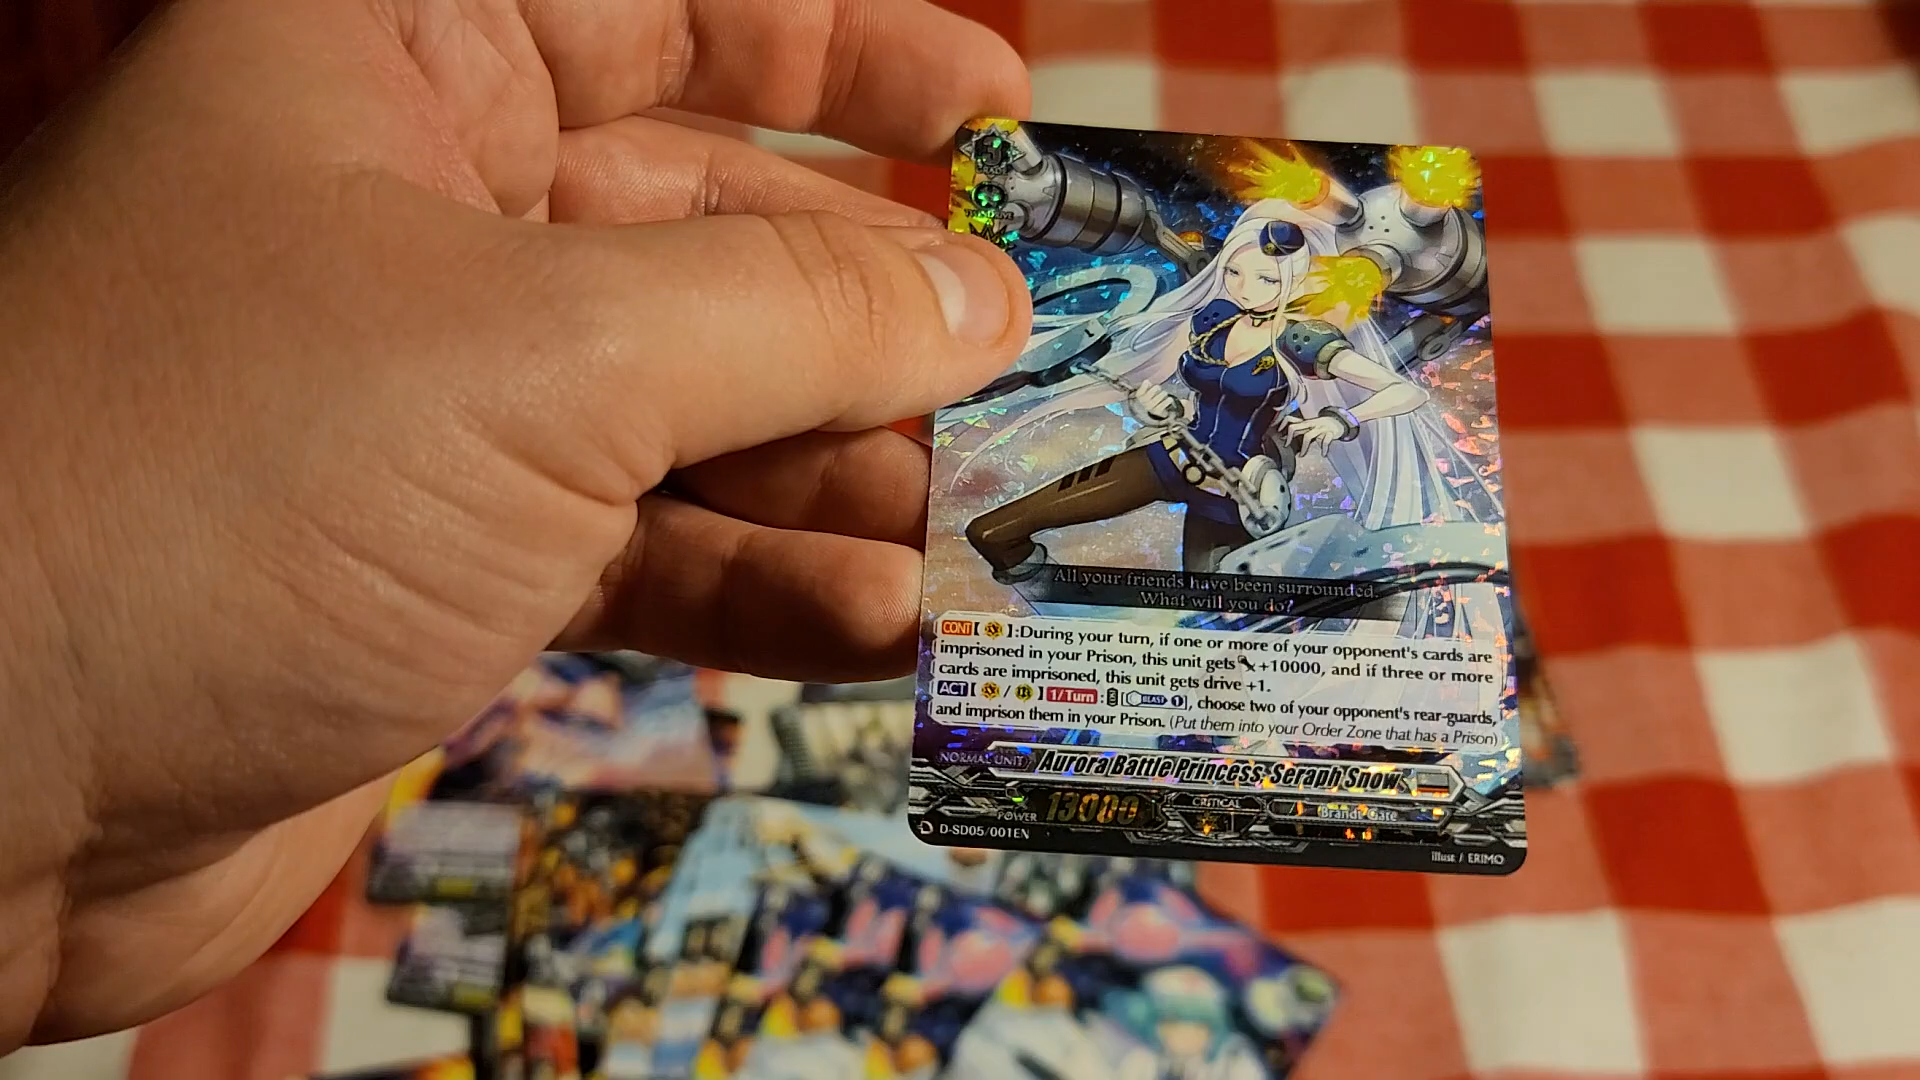 3
All your friends have been surrounded.
What will you do?
CONT【 】:During your turn, if one or more of your opponent's cards are
imprisoned in your Prison, this unit gets +10000, and if three or more
cards are imprisoned, this unit gets drive +1.
ACT【 / 】1/Turn:[ BLAST 1], choose two of your opponent's rear-guards,
and imprison them in your Prison. (Put them into your Order Zone that has a Prison)
NORMAL UNIT Aurora Battle Princess, Seraph Snow
POWER 13000 CRITICAL Brandt Gate
D-SD05/001EN
illust / ERIMO